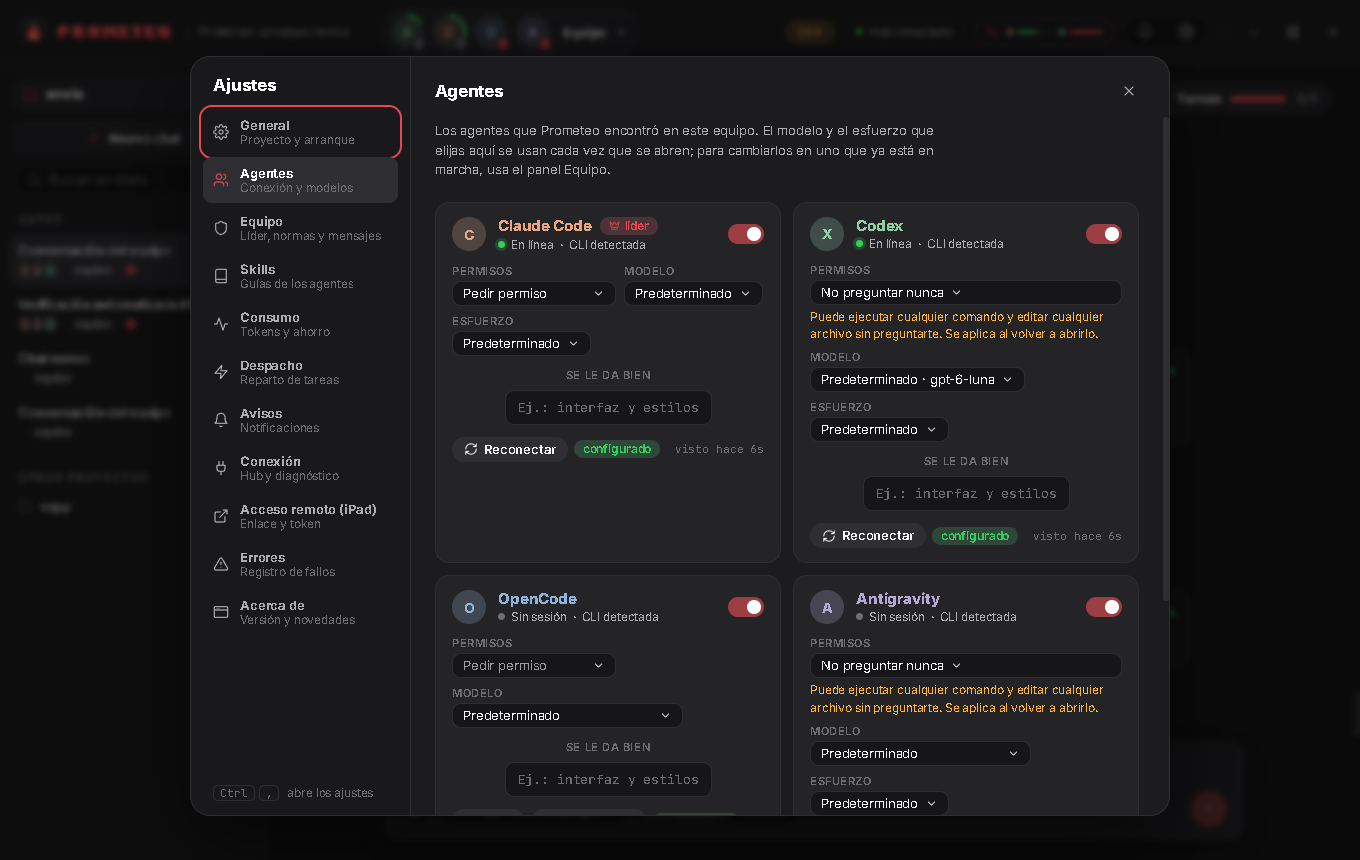 PROMETEO
Equipo
Ajustes
General
Proyecto y arranque
Agentes
Conexión y modelos
Equipo
Líder, normas y mensajes
Skills
Guías de los agentes
Consumo
Tokens y ahorro
Despacho
Reparto de tareas
Avisos
Notificaciones
Conexión
Hub y diagnóstico
Acceso remoto (iPad)
Enlace y token
Errores
Registro de fallos
Acerca de
Versión y novedades
Ctrl , abre los ajustes
Agentes
Los agentes que Prometeo encontró en este equipo. El modelo y el esfuerzo que
elijas aquí se usan cada vez que se abren; para cambiarlos en uno que ya está en
marcha, usa el panel Equipo.
C
Claude Code líder
En línea · CLI detectada
PERMISOS MODELO
Pedir permiso Predeterminado
ESFUERZO
Predeterminado
SE LE DA BIEN
Ej.: interfaz y estilos
Reconectar configurado visto hace 6s
X
Codex
En línea · CLI detectada
PERMISOS
No preguntar nunca
Puede ejecutar cualquier comando y editar cualquier
archivo sin preguntarte. Se aplica al volver a abrirlo.
MODELO
Predeterminado · gpt-6-luna
ESFUERZO
Predeterminado
SE LE DA BIEN
Ej.: interfaz y estilos
Reconectar configurado visto hace 6s
O
OpenCode
Sin sesión · CLI detectada
PERMISOS
Pedir permiso
MODELO
Predeterminado
SE LE DA BIEN
Ej.: interfaz y estilos
A
Antigravity
Sin sesión · CLI detectada
PERMISOS
No preguntar nunca
Puede ejecutar cualquier comando y editar cualquier
archivo sin preguntarte. Se aplica al volver a abrirlo.
MODELO
Predeterminado
ESFUERZO
Predeterminado